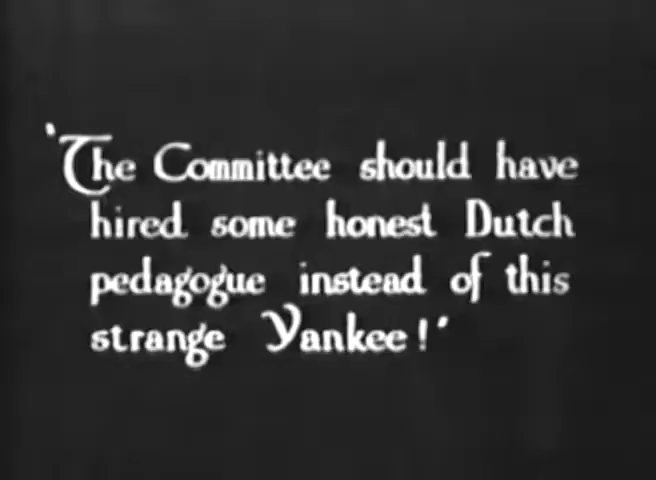 'The Committee should have
hired some honest Dutch
pedagogue instead of this
strange Yankee!'